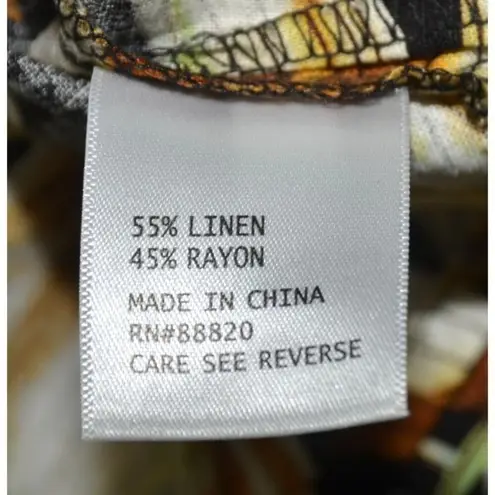 55% LINEN
45% RAYON
MADE IN CHINA
RN#88820
CARE SEE REVERSE